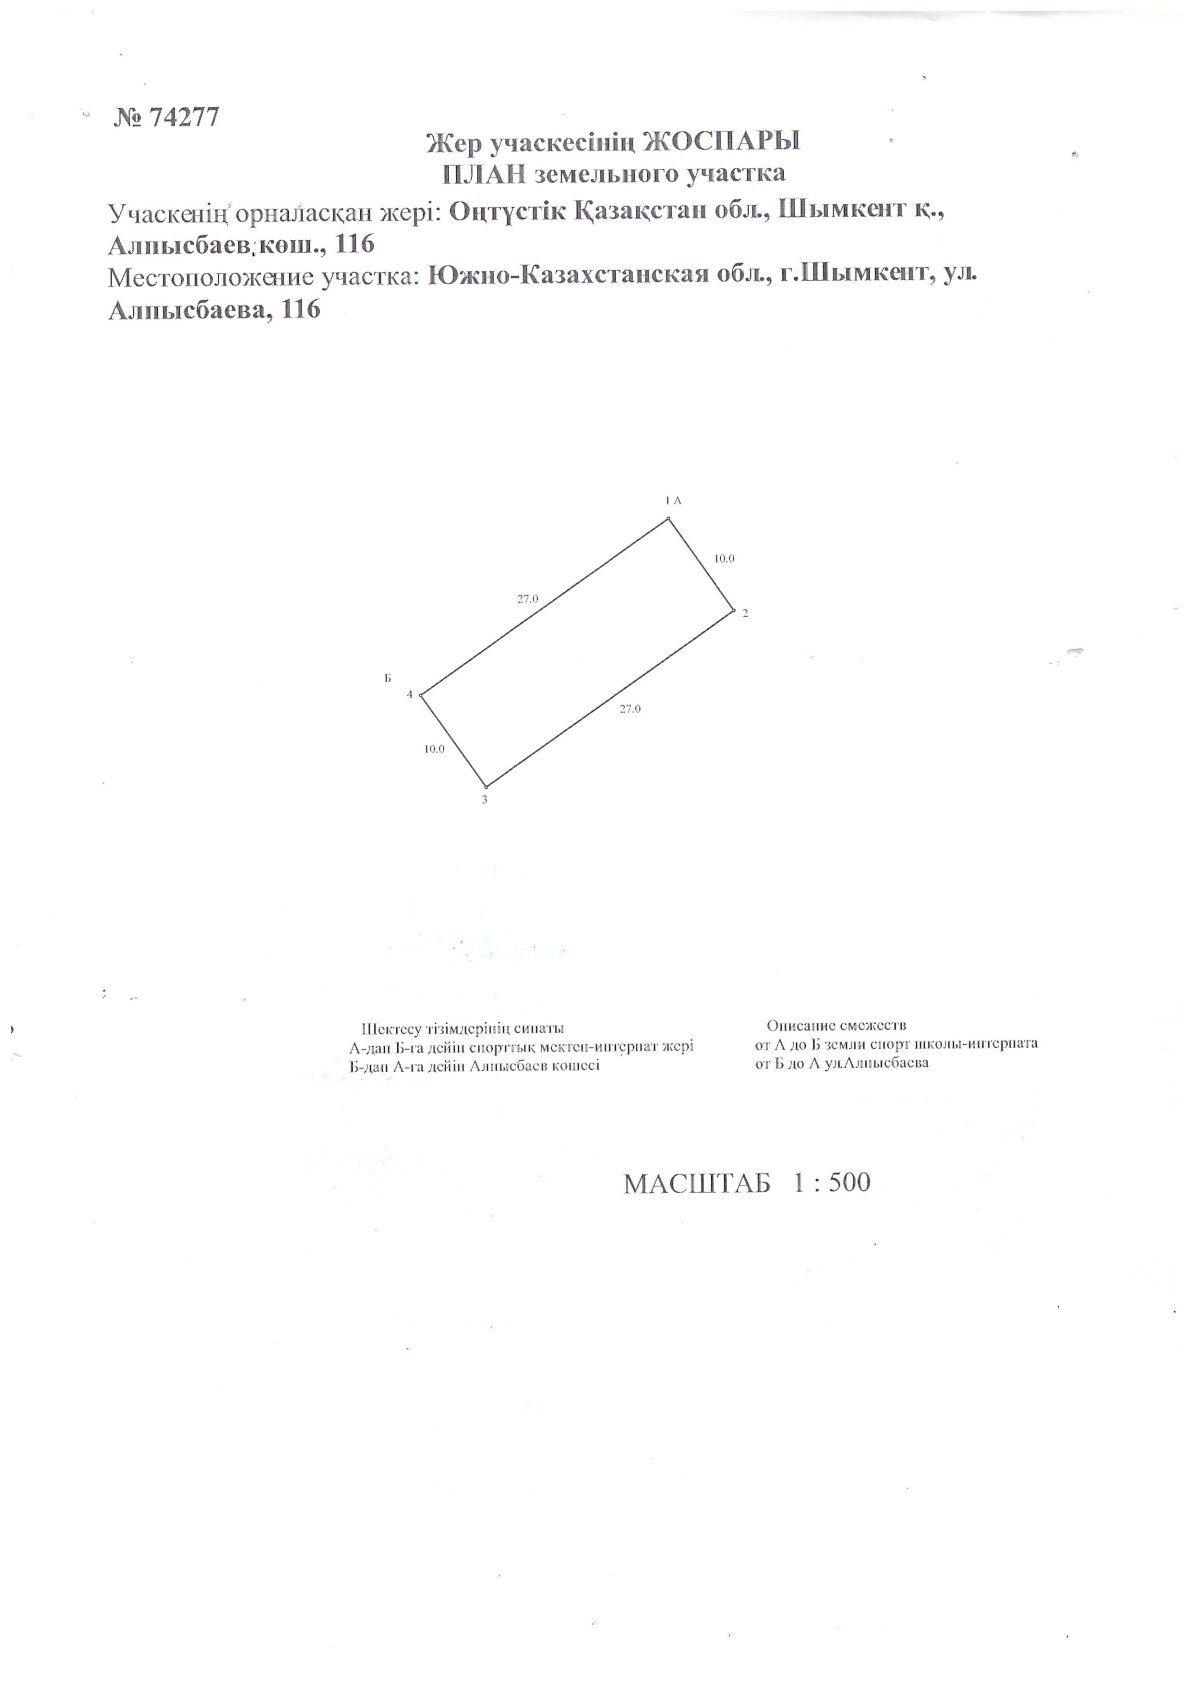 № 74277
Жер учаскесінің ЖОСПАРЫ
ПЛАН земельного участка
Учаскенің орналасқан жері: Оңтүстік Қазақстан обл., Шымкент қ.,
Алпысбаев көш., 116
Местоположение участка: Южно-Казахстанская обл., г.Шымкент, ул.
Алпысбаева, 116
1 А
10.0
27.0
2
Б
4
27.0
10.0
3
Шектесу тізімдерінің сипаты
А-дан Б-га дейін спорттық мектеп-интернат жері
Б-дан А-га дейін Алпысбаев кошесі
Описание смежеств
от А до Б земли спорт школы-интерната
от Б до А ул.Алпысбаева
МАСШТАБ 1 : 500